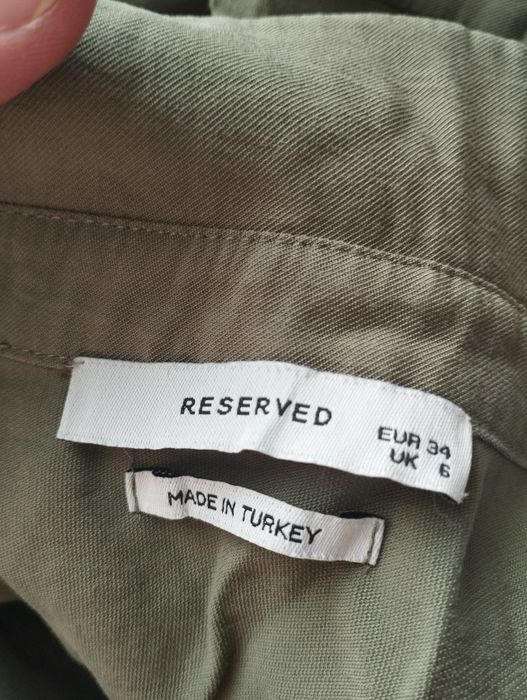 RESERVED
EUR 34
UK 6
MADE IN TURKEY